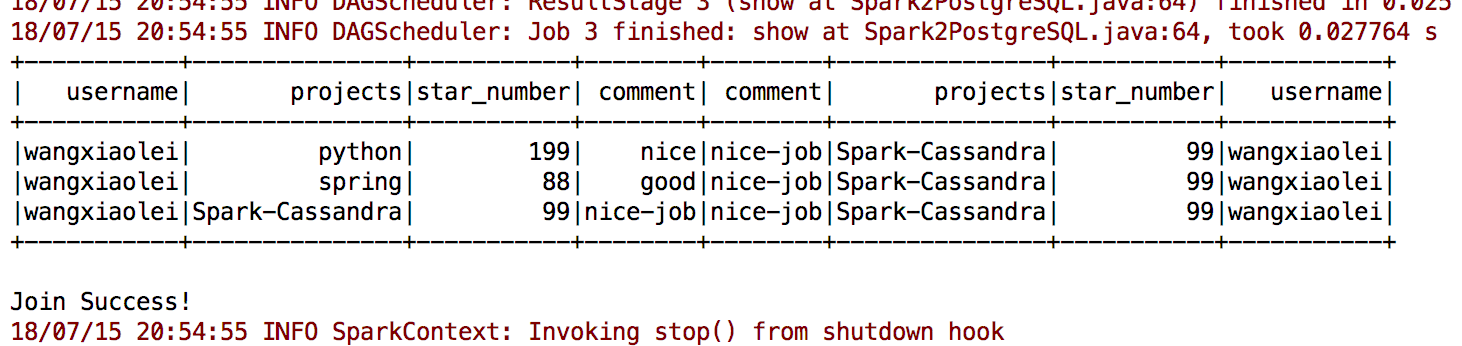 18/07/15 20:54:55 INFO DAGScheduler: ResultStage 3 (show at Spark2PostgreSQL.java:64) finished in 0.025
18/07/15 20:54:55 INFO DAGScheduler: Job 3 finished: show at Spark2PostgreSQL.java:64, took 0.027764 s
+------------+---------------+-----------+--------+--------+---------------+-----------+------------+
|   username|       projects|star_number| comment| comment|       projects|star_number|   username|
+------------+---------------+-----------+--------+--------+---------------+-----------+------------+
|wangxiaolei|         python|        199|    nice|nice-job|Spark-Cassandra|         99|wangxiaolei|
|wangxiaolei|         spring|         88|    good|nice-job|Spark-Cassandra|         99|wangxiaolei|
|wangxiaolei|Spark-Cassandra|         99|nice-job|nice-job|Spark-Cassandra|         99|wangxiaolei|
+------------+---------------+-----------+--------+--------+---------------+-----------+------------+
Join Success!
18/07/15 20:54:55 INFO SparkContext: Invoking stop() from shutdown hook